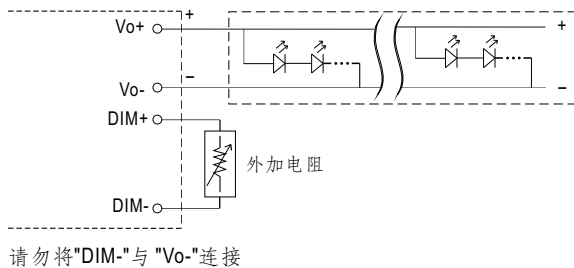 Vo+
+
+
Vo-
−
−
DIM+
外加电阻
DIM-
请勿将"DIM-"与 "Vo-"连接